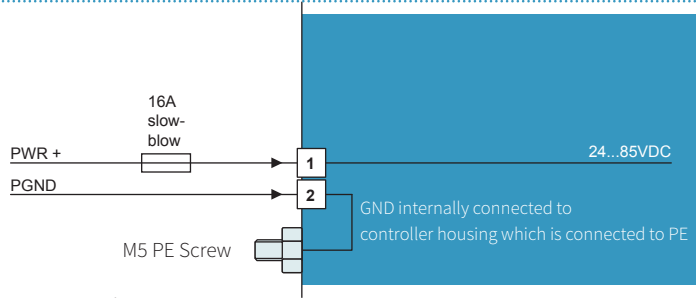 16A
slow-
blow
PWR +
1
24...85VDC
PGND
2
GND internally connected to
controller housing which is connected to PE
M5 PE Screw